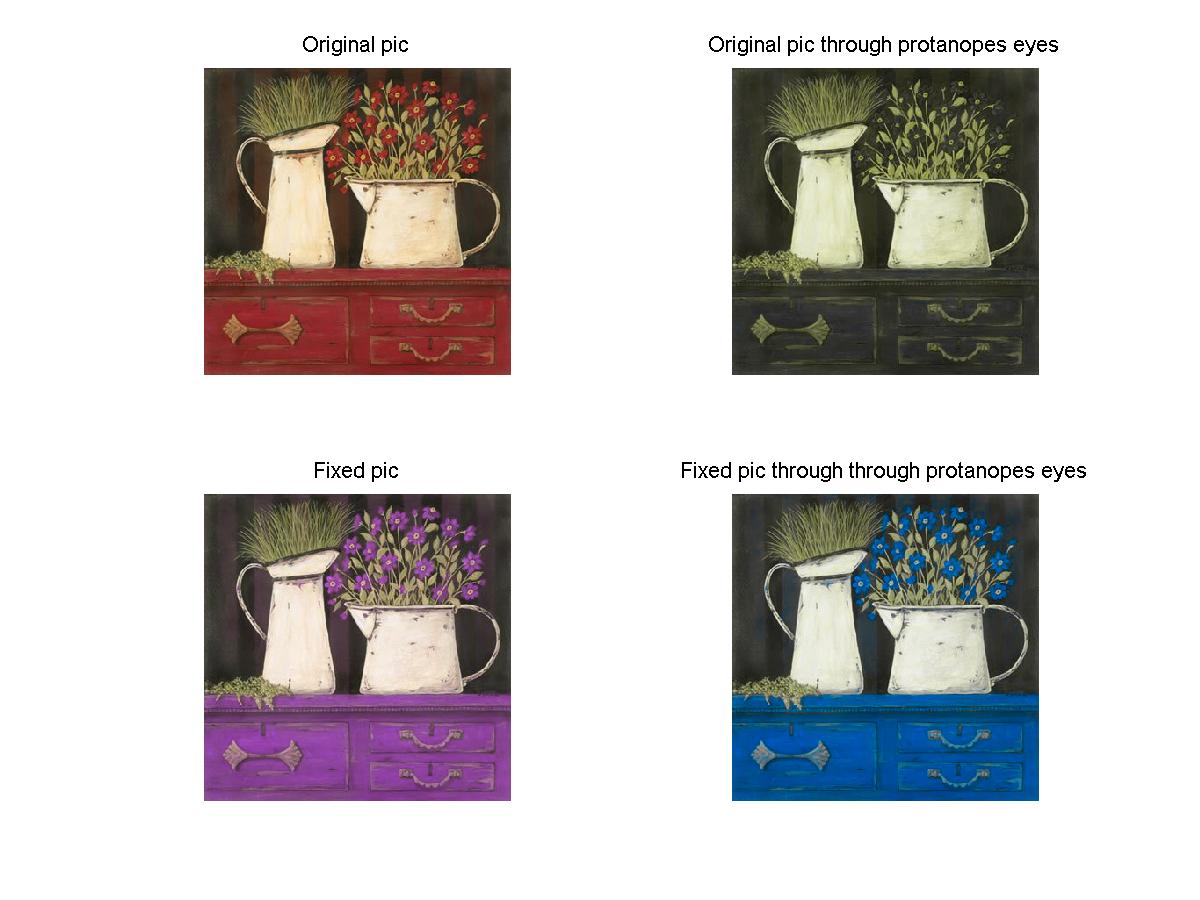 Original pic
Original pic through protanopes eyes
Fixed pic
Fixed pic through through protanopes eyes